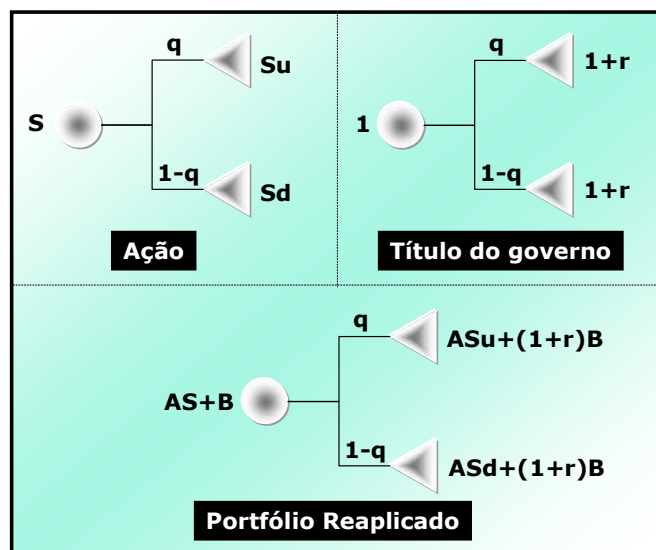 q
Su
S
1-q
Sd
Ação
q
1+r
1
1-q
1+r
Título do governo
q
ASu+(1+r)B
AS+B
1-q
ASd+(1+r)B
Portfólio Reaplicado